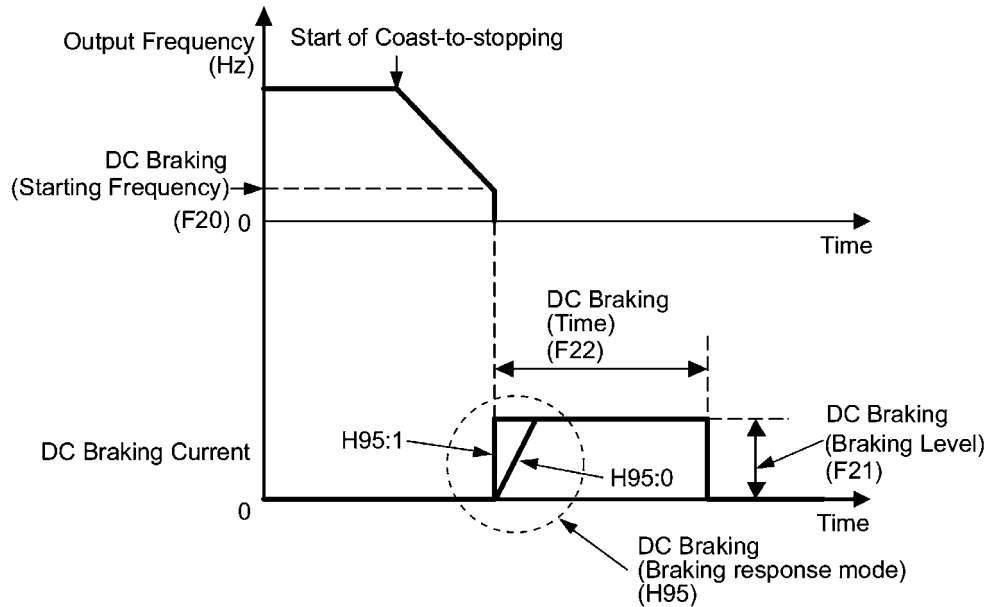 Output Frequency
(Hz)
Start of Coast-to-stopping
DC Braking
(Starting Frequency)
(F20) 0
Time
DC Braking
(Time)
(F22)
DC Braking Current
H95:1
H95:0
DC Braking
(Braking Level)
(F21)
0
Time
DC Braking
(Braking response mode)
(H95)